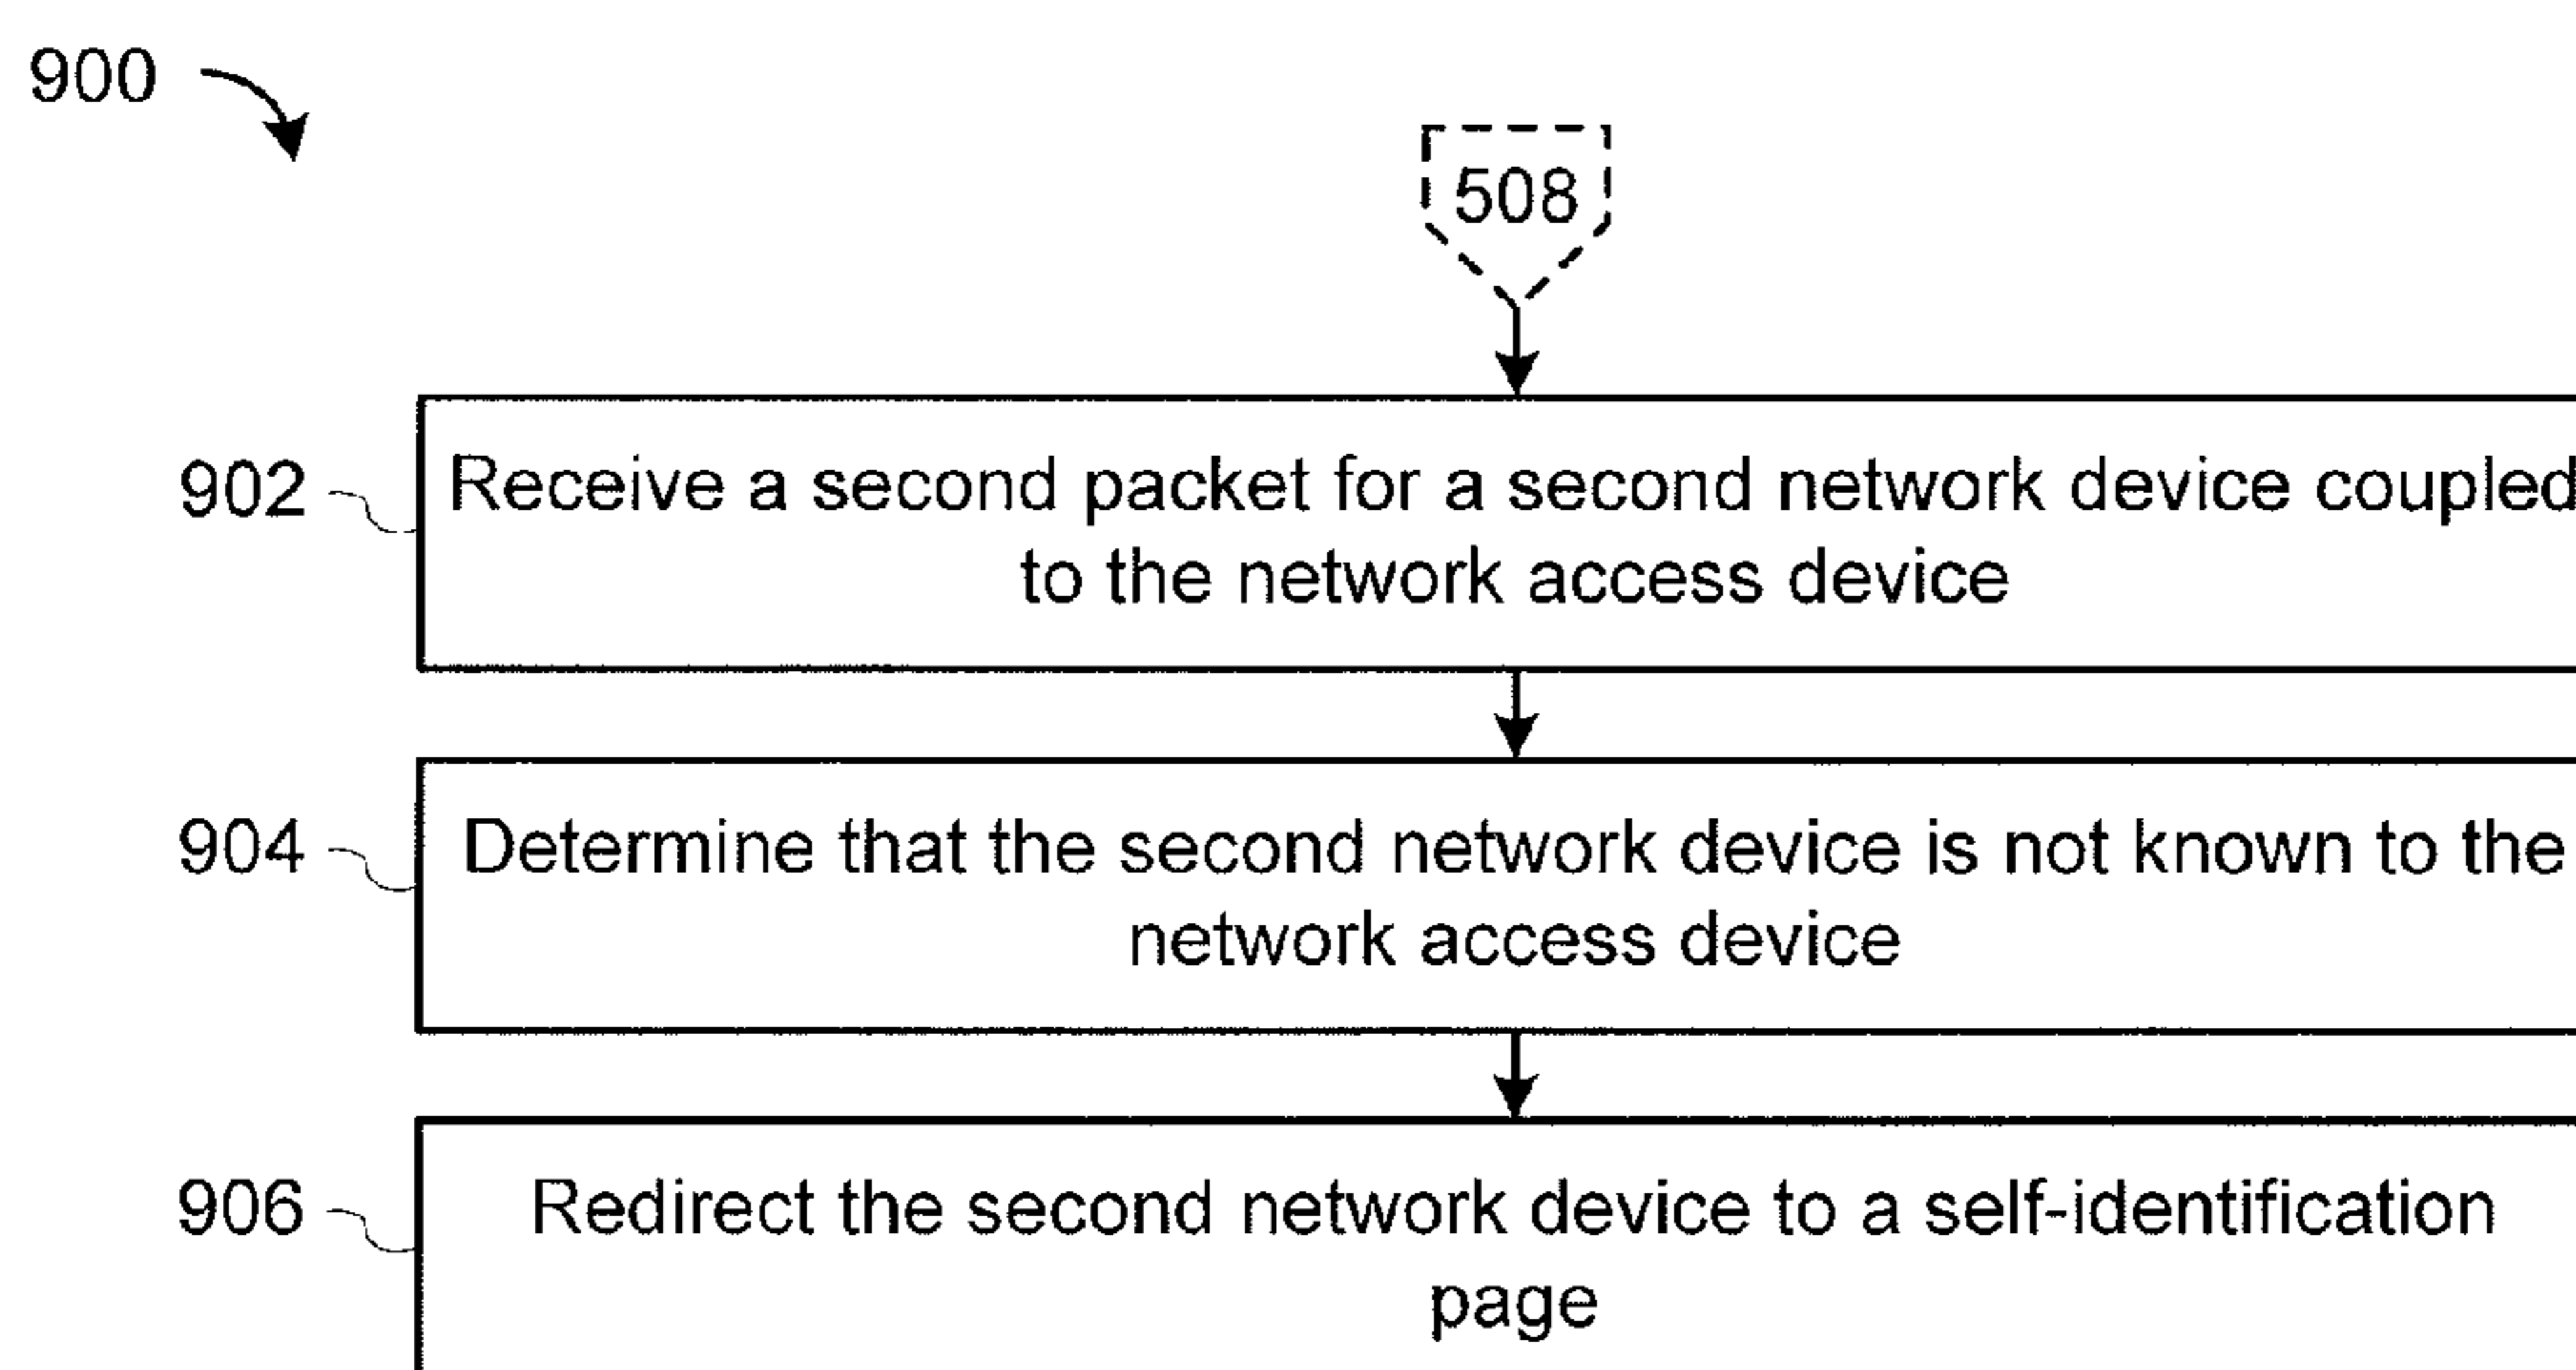 900
508
902
Receive a second packet for a second network device coupled
to the network access device
904
Determine that the second network device is not known to the
network access device
906
Redirect the second network device to a self-identification
page